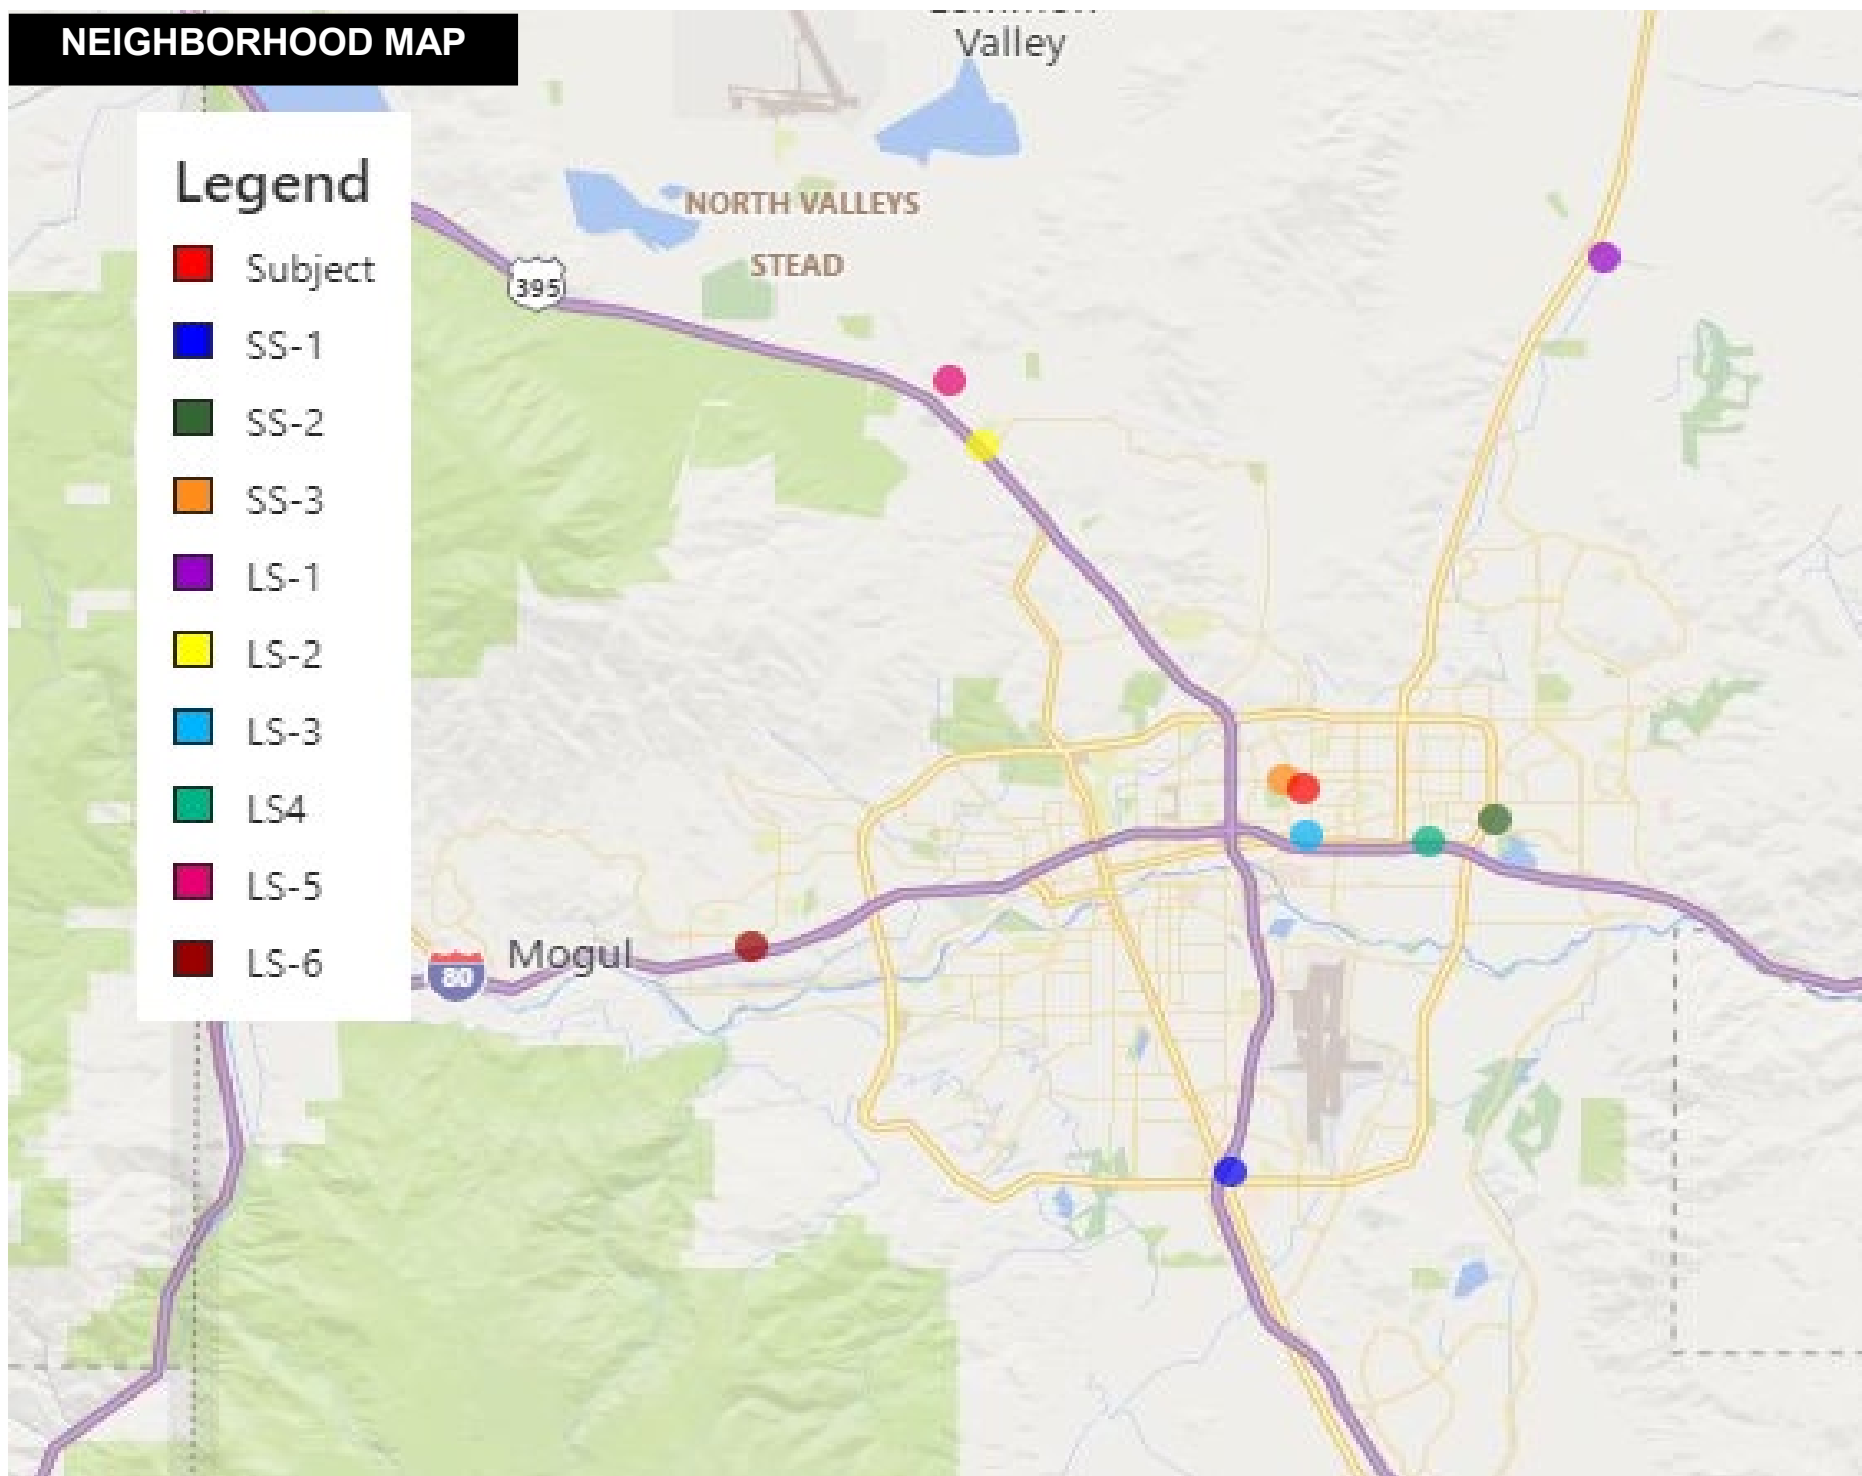 NEIGHBORHOOD MAP
Valley
Legend
Subject
SS-1
SS-2
SS-3
LS-1
LS-2
LS-3
LS4
LS-5
LS-6
NORTH VALLEYS
STEAD
395
Mogul
80